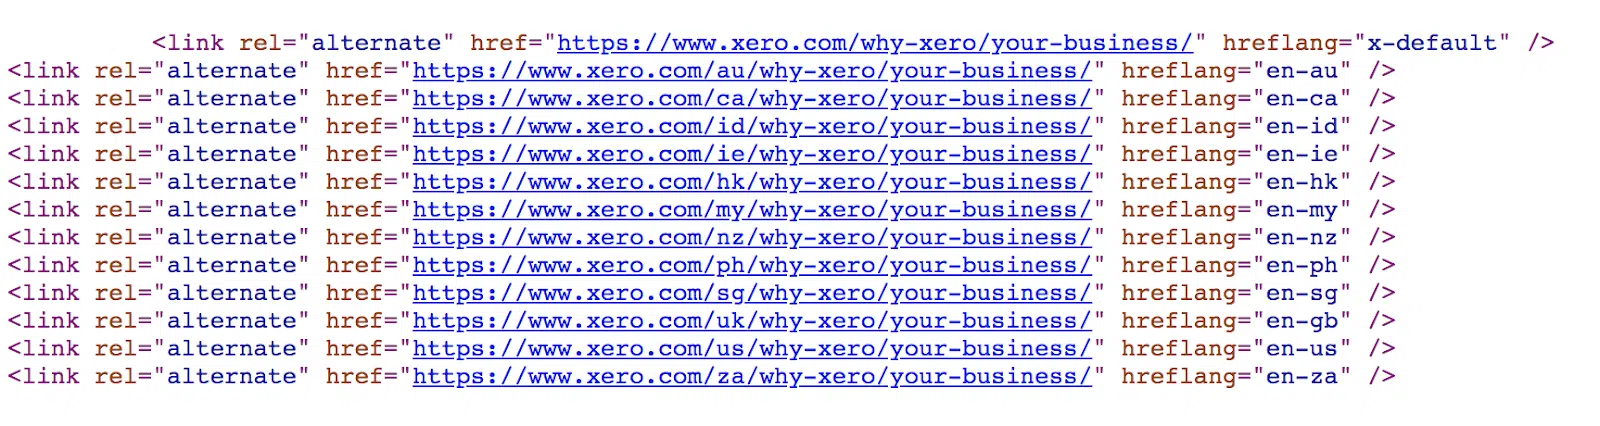 <link rel="alternate" href="https://www.xero.com/why-xero/your-business/" hreflang="x-default" />
<link rel="alternate" href="https://www.xero.com/au/why-xero/your-business/" hreflang="en-au" />
<link rel="alternate" href="https://www.xero.com/ca/why-xero/your-business/" hreflang="en-ca" />
<link rel="alternate" href="https://www.xero.com/id/why-xero/your-business/" hreflang="en-id" />
<link rel="alternate" href="https://www.xero.com/ie/why-xero/your-business/" hreflang="en-ie" />
<link rel="alternate" href="https://www.xero.com/hk/why-xero/your-business/" hreflang="en-hk" />
<link rel="alternate" href="https://www.xero.com/my/why-xero/your-business/" hreflang="en-my" />
<link rel="alternate" href="https://www.xero.com/nz/why-xero/your-business/" hreflang="en-nz" />
<link rel="alternate" href="https://www.xero.com/ph/why-xero/your-business/" hreflang="en-ph" />
<link rel="alternate" href="https://www.xero.com/sg/why-xero/your-business/" hreflang="en-sg" />
<link rel="alternate" href="https://www.xero.com/uk/why-xero/your-business/" hreflang="en-gb" />
<link rel="alternate" href="https://www.xero.com/us/why-xero/your-business/" hreflang="en-us" />
<link rel="alternate" href="https://www.xero.com/za/why-xero/your-business/" hreflang="en-za" />